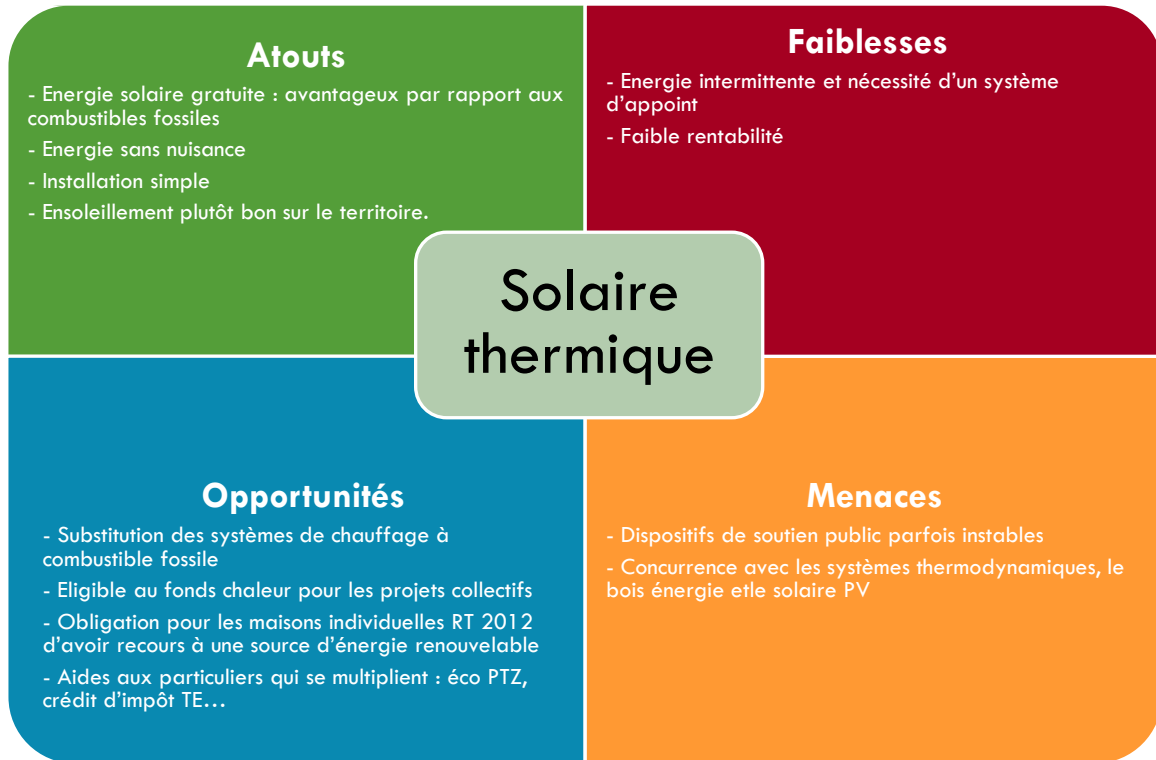 Atouts
- Energie solaire gratuite : avantageux par rapport aux
combustibles fossiles
- Energie sans nuisance
- Installation simple
- Ensoleillement plutôt bon sur le territoire.
Faiblesses
- Energie intermittente et nécessité d'un système
d'appoint
- Faible rentabilité
Solaire
thermique
Opportunités
- Substitution des systèmes de chauffage à
combustible fossile
- Eligible au fonds chaleur pour les projets collectifs
- Obligation pour les maisons individuelles RT 2012
d'avoir recours à une source d'énergie renouvelable
- Aides aux particuliers qui se multiplient : éco PTZ,
crédit d'impôt TE…
Menaces
- Dispositifs de soutien public parfois instables
- Concurrence avec les systèmes thermodynamiques, le
bois énergie etle solaire PV